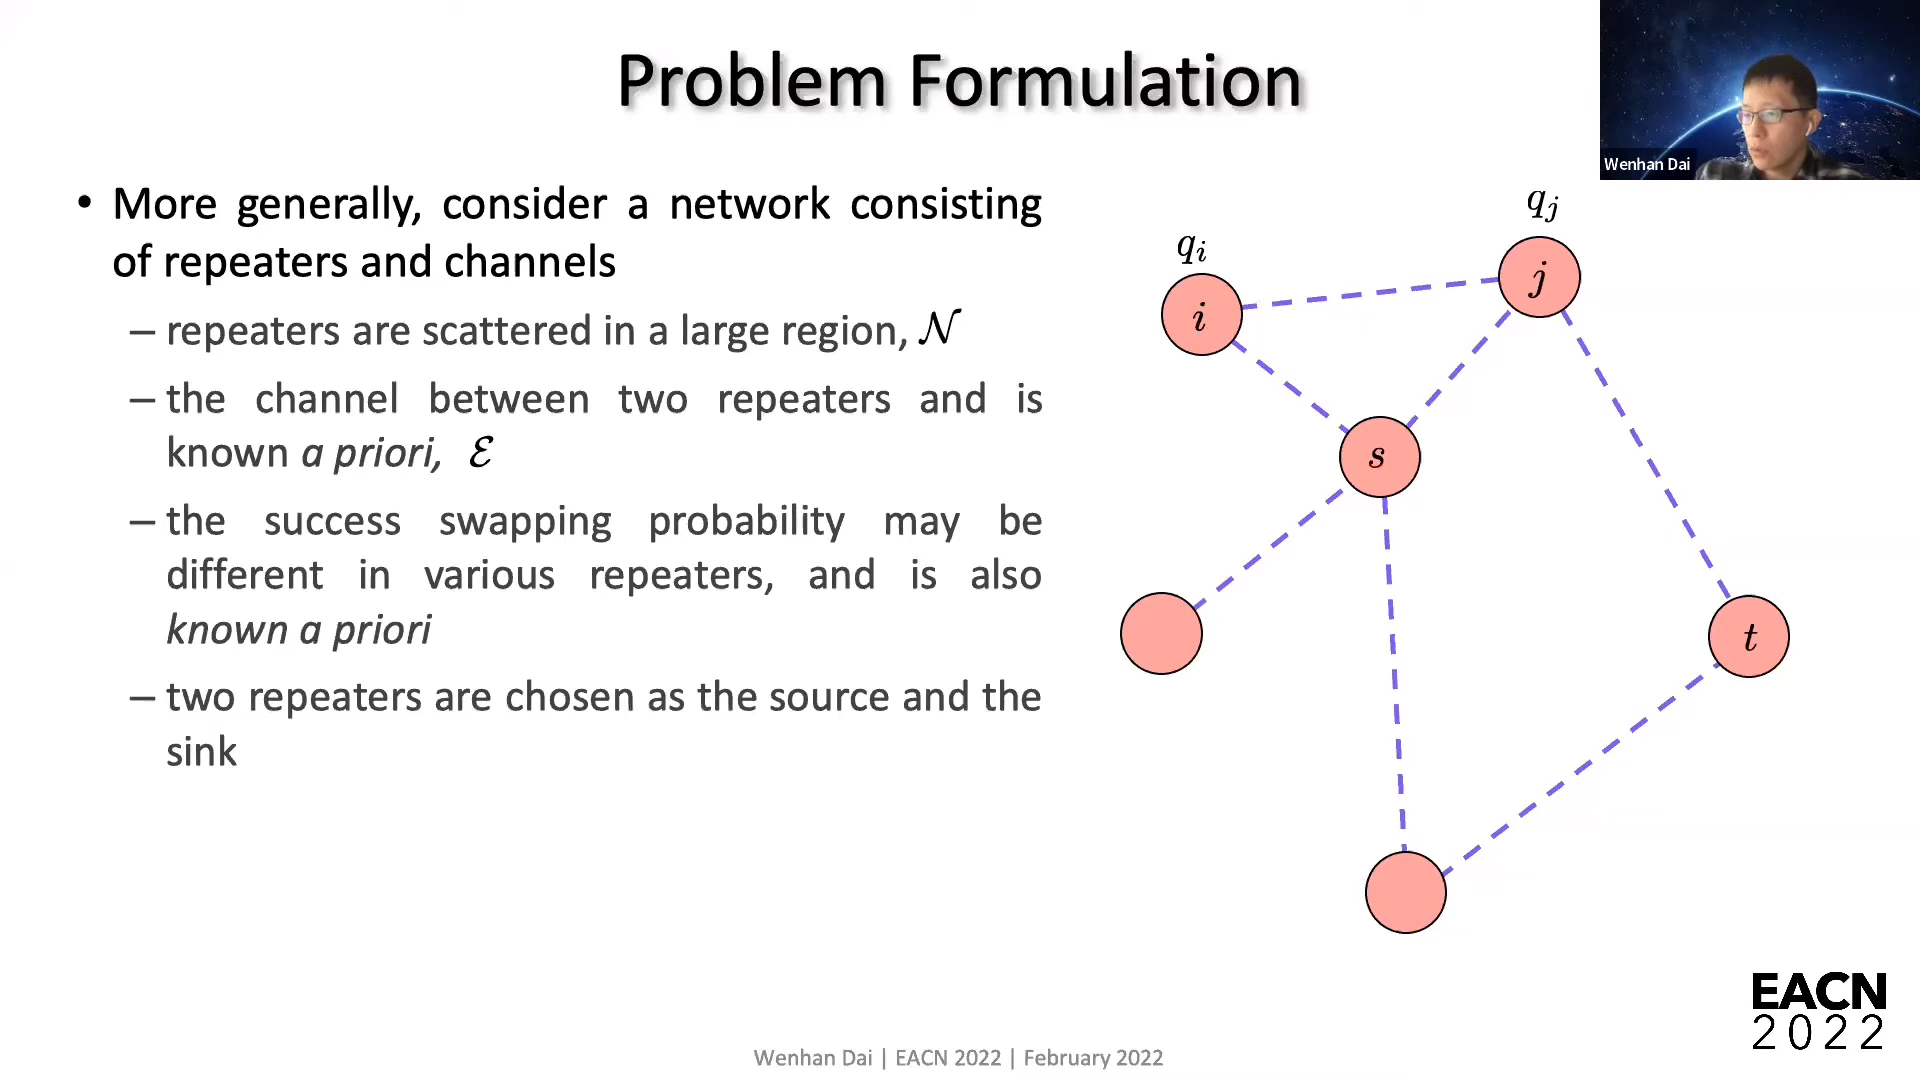 Problem Formulation
Wenhan Dai
• More generally, consider a network consisting
of repeaters and channels
– repeaters are scattered in a large region, 𝒩
– the channel between two repeaters and is
known a priori, ℰ
– the success swapping probability may be
different in various repeaters, and is also
known a priori
– two repeaters are chosen as the source and the
sink
q_j
q_i
j
i
s
t
EACN
2022
Wenhan Dai | EACN 2022 | February 2022